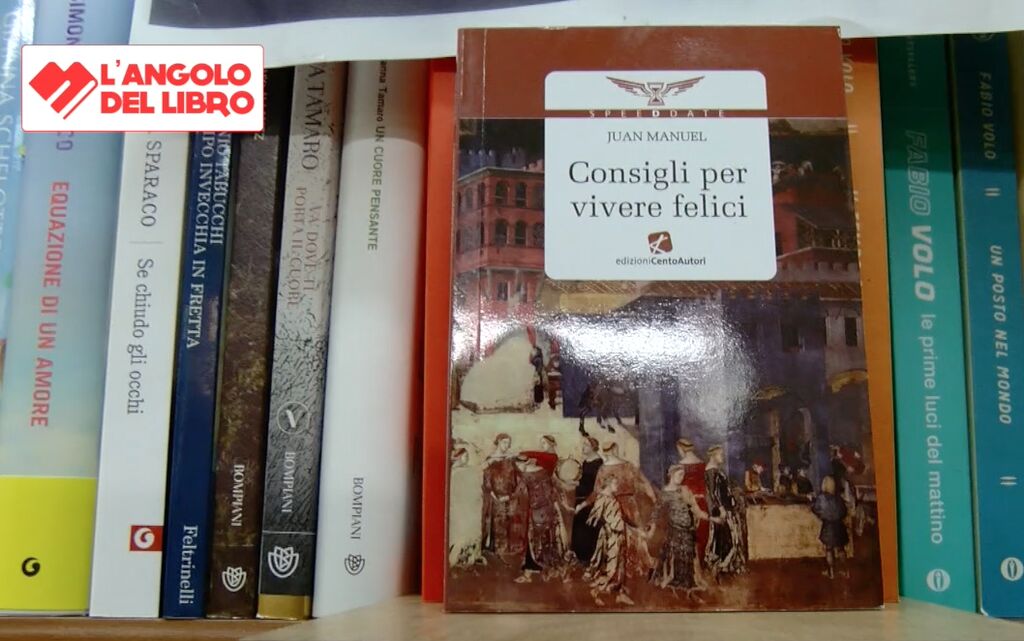 L'ANGOLO
DEL LIBRO
EQUAZIONE DI UN AMORE
SPARACO
Se chiudo gli occhi
TABUCCHI
INVECCHIA IN FRETTA
Feltrinelli
BOMPIANI
TAMARO
VA' DOVE TI
PORTA IL CUORE
BOMPIANI
Tamaro UN CUORE PENSANTE
BOMPIANI
SPEEDDATE
JUAN MANUEL
Consigli per
vivere felici
edizioniCentoAutori
FABIO VOLO le prime luci del mattino
FABIO VOLO
UN POSTO NEL MONDO